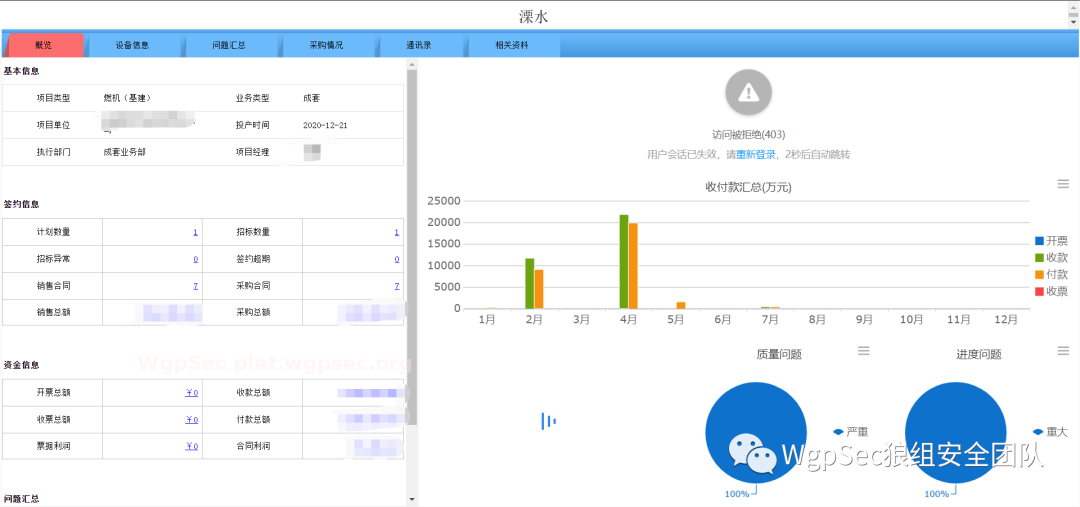 溧水
概览 设备信息 问题汇总 采购情况 通讯录 相关资料
基本信息
项目类型 燃机（基建） 业务类型 成套
项目单位 投产时间 2020-12-21
执行部门 成套业务部 项目经理
签约信息
计划数量 1 招标数量 1
招标异常 0 签约超期 0
销售合同 7 采购合同 7
销售总额 采购总额
WgpSec plat.wgpsec.org
资金信息
开票总额 ￥0 收款总额
收票总额 ￥0 付款总额
票据利润 ￥0 合同利润
问题汇总
访问被拒绝(403)
用户会话已失效，请重新登录，2秒后自动跳转
收付款汇总(万元)
25000
20000
15000
10000
5000
0
1月 2月 3月 4月 5月 6月 7月 8月 9月 10月 11月 12月
开票
收款
付款
收票
质量问题
严重
100%
进度问题
重大
100%
WgpSec狼组安全团队